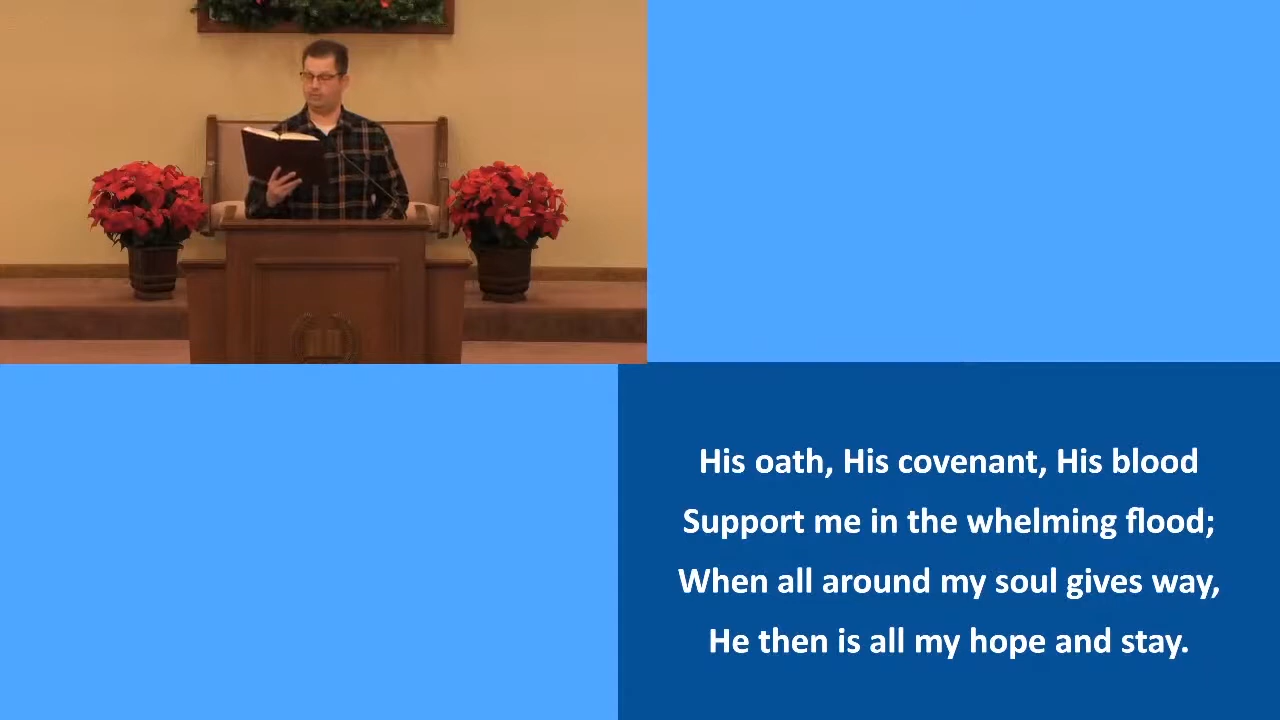 His oath, His covenant, His blood
Support me in the whelming flood;
When all around my soul gives way,
He then is all my hope and stay.